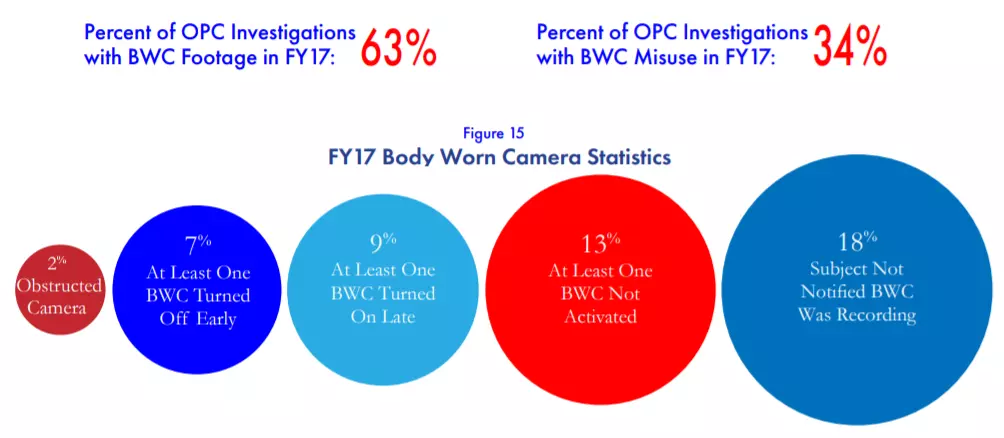 Percent of OPC Investigations
with BWC Footage in FY17: 63%
Percent of OPC Investigations
with BWC Misuse in FY17: 34%
Figure 15
FY17 Body Worn Camera Statistics
2%
Obstructed
Camera
7%
At Least One
BWC Turned
Off Early
9%
At Least One
BWC Turned
On Late
13%
At Least One
BWC Not
Activated
18%
Subject Not
Notified BWC
Was Recording